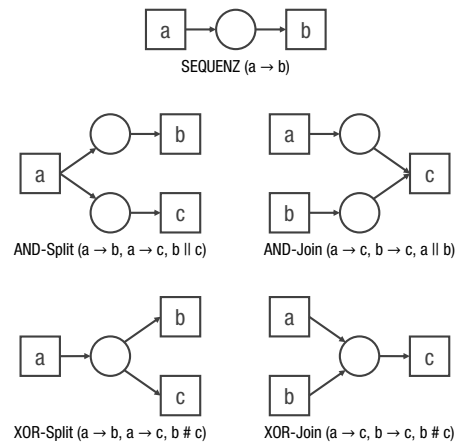 a
b
SEQUENZ (a → b)
a
b
c
AND-Split (a → b, a → c, b || c)
a
b
c
AND-Join (a → c, b → c, a || b)
a
b
c
XOR-Split (a → b, a → c, b # c)
a
b
c
XOR-Join (a → c, b → c, a # b)